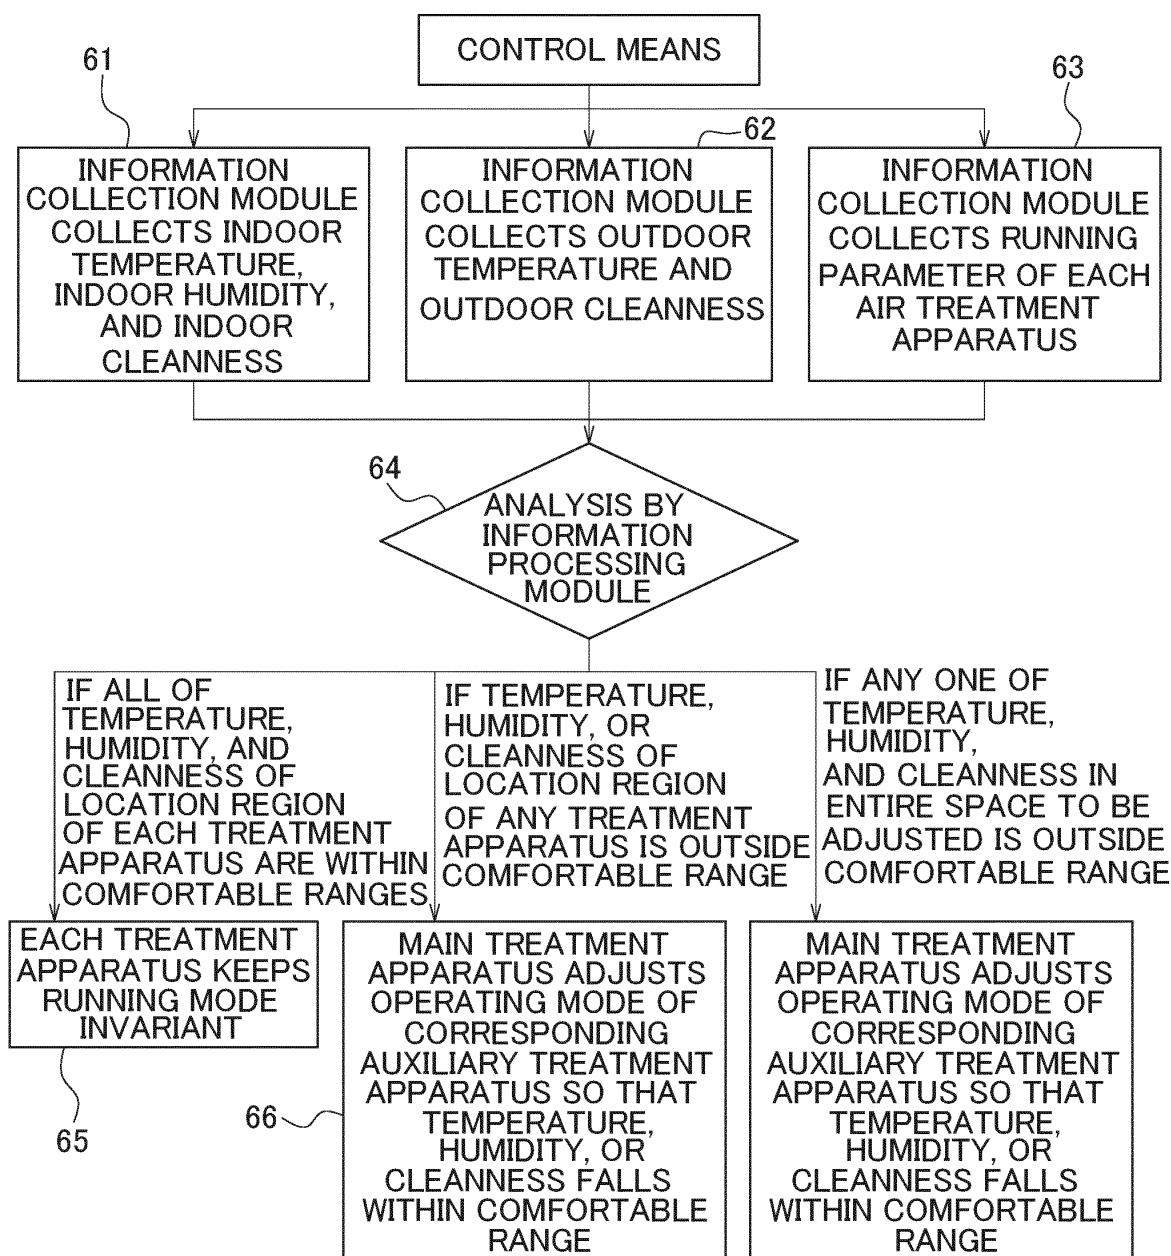 CONTROL MEANS
61
INFORMATION
COLLECTION MODULE
COLLECTS INDOOR
TEMPERATURE,
INDOOR HUMIDITY,
AND INDOOR
CLEANNESS
62
INFORMATION
COLLECTION MODULE
COLLECTS OUTDOOR
TEMPERATURE AND
OUTDOOR CLEANNESS
63
INFORMATION
COLLECTION MODULE
COLLECTS RUNNING
PARAMETER OF EACH
AIR TREATMENT
APPARATUS
64
ANALYSIS BY
INFORMATION
PROCESSING
MODULE
IF ALL OF
TEMPERATURE,
HUMIDITY, AND
CLEANNESS OF
LOCATION REGION
OF EACH TREATMENT
APPARATUS ARE WITHIN
COMFORTABLE RANGES
IF TEMPERATURE,
HUMIDITY, OR
CLEANNESS OF
LOCATION REGION
OF ANY TREATMENT
APPARATUS IS OUTSIDE
COMFORTABLE RANGE
IF ANY ONE OF
TEMPERATURE,
HUMIDITY,
AND CLEANNESS IN
ENTIRE SPACE TO BE
ADJUSTED IS OUTSIDE
COMFORTABLE RANGE
EACH TREATMENT
APPARATUS KEEPS
RUNNING MODE
INVARIANT
65
66
MAIN TREATMENT
APPARATUS ADJUSTS
OPERATING MODE OF
CORRESPONDING
AUXILIARY TREATMENT
APPARATUS SO THAT
TEMPERATURE,
HUMIDITY, OR
CLEANNESS FALLS
WITHIN COMFORTABLE
RANGE
MAIN TREATMENT
APPARATUS ADJUSTS
OPERATING MODE OF
CORRESPONDING
AUXILIARY TREATMENT
APPARATUS SO THAT
TEMPERATURE,
HUMIDITY, OR
CLEANNESS FALLS
WITHIN COMFORTABLE
RANGE